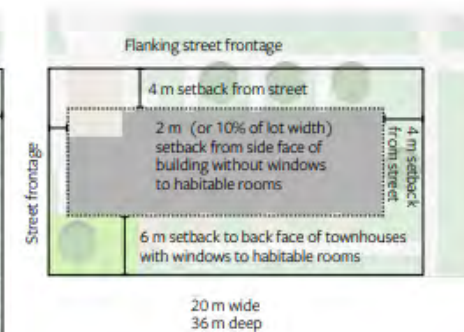 Flanking street frontage
4 m setback from street
2 m (or 10% of lot width)
setback from side face of
building without windows
to habitable rooms
4 m setback
from street
Street frontage
6 m setback to back face of townhouses
with windows to habitable rooms
20 m wide
36 m deep